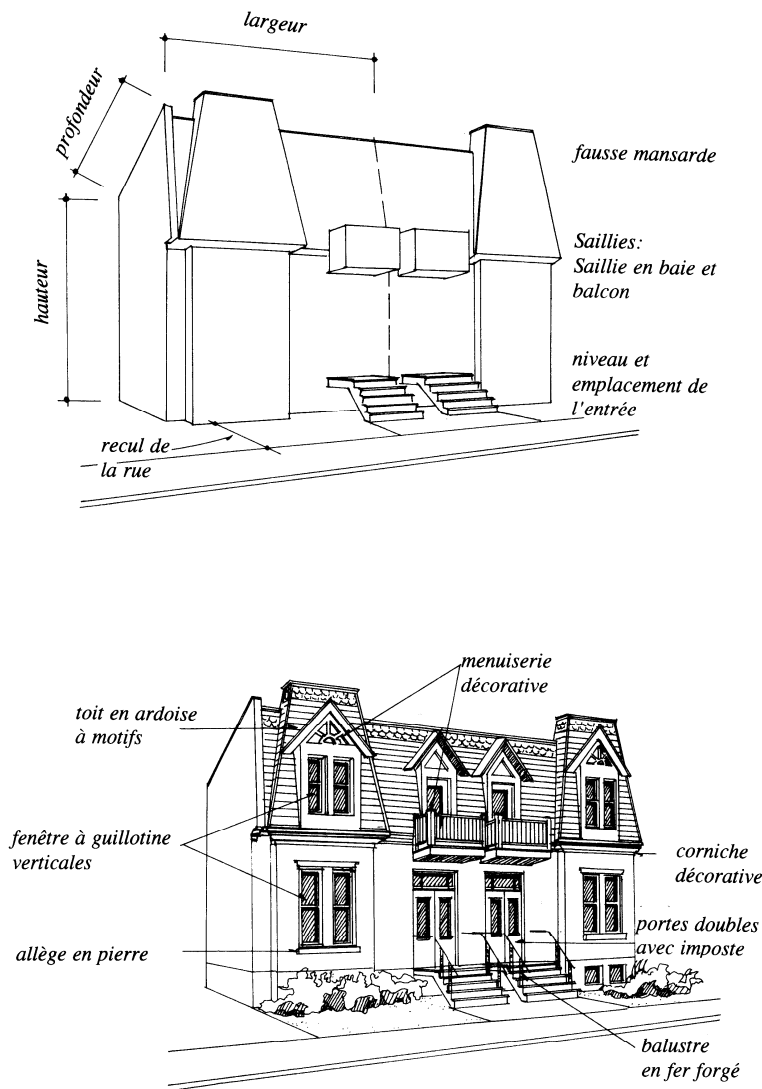 largeur
profondeur
fausse mansarde
Saillies:
Saillie en baie et
balcon
hauteur
niveau et
emplacement de
l'entrée
recul de
la rue
menuiserie
décorative
toit en ardoise
à motifs
fenêtre à guillotine
verticales
corniche
décorative
portes doubles
avec imposte
allège en pierre
balustre
en fer forgé